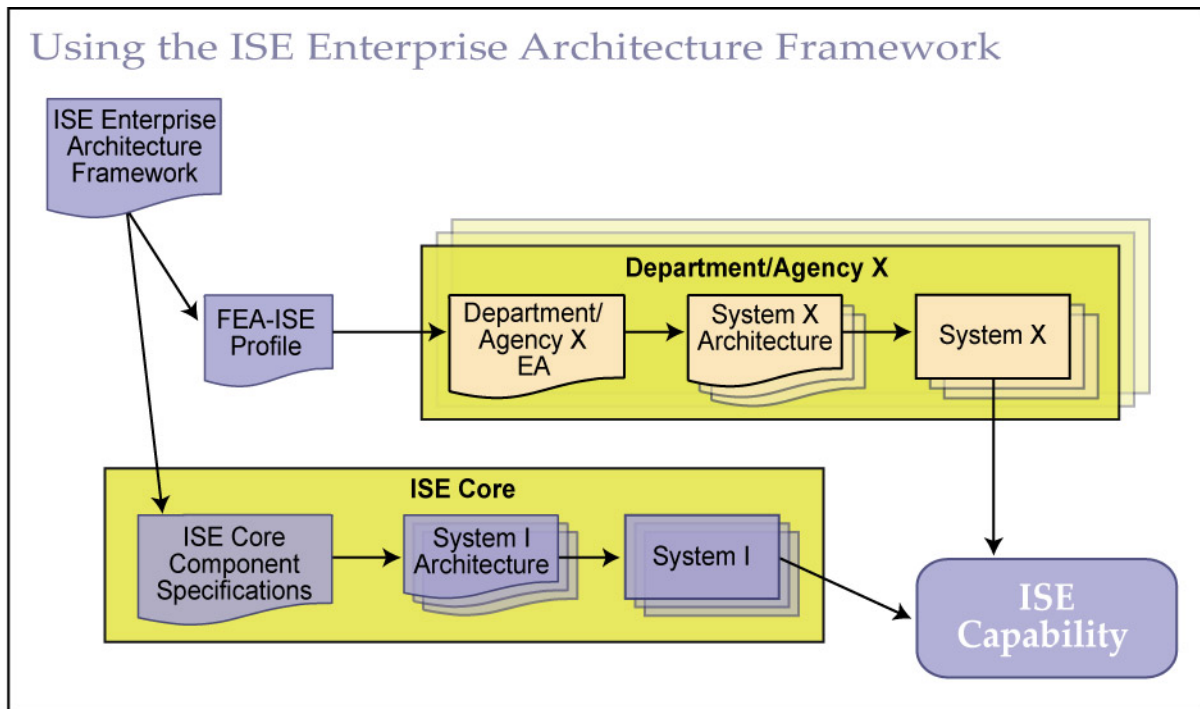 Using the ISE Enterprise Architecture Framework
ISE Enterprise
Architecture
Framework
FEA-ISE
Profile
Department/Agency X
Department/
Agency X
EA
System X
Architecture
System X
ISE Core
ISE Core
Component
Specifications
System I
Architecture
System I
ISE
Capability